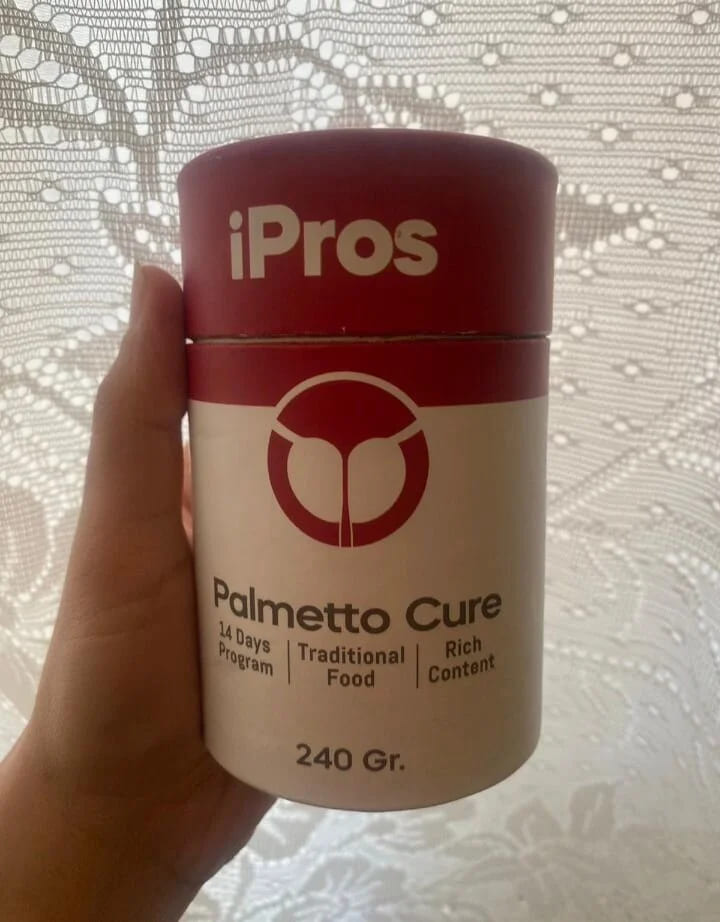 iPros
Palmetto Cure
14 Days
Program
Traditional
Food
Rich
Content
240 Gr.